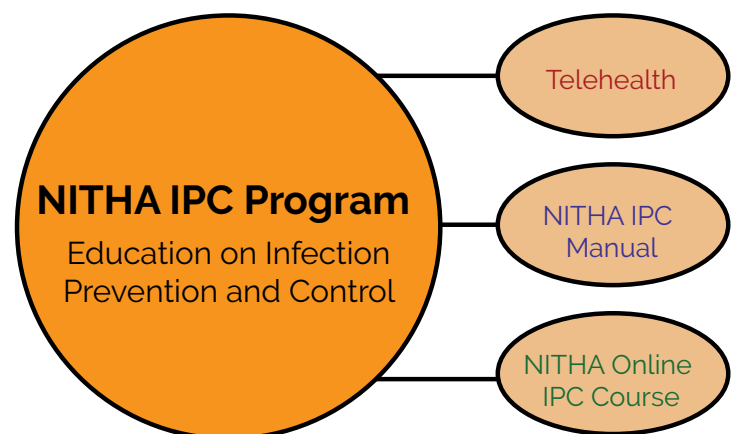 NITHA IPC Program
Education on Infection
Prevention and Control
Telehealth
NITHA IPC
Manual
NITHA Online
IPC Course